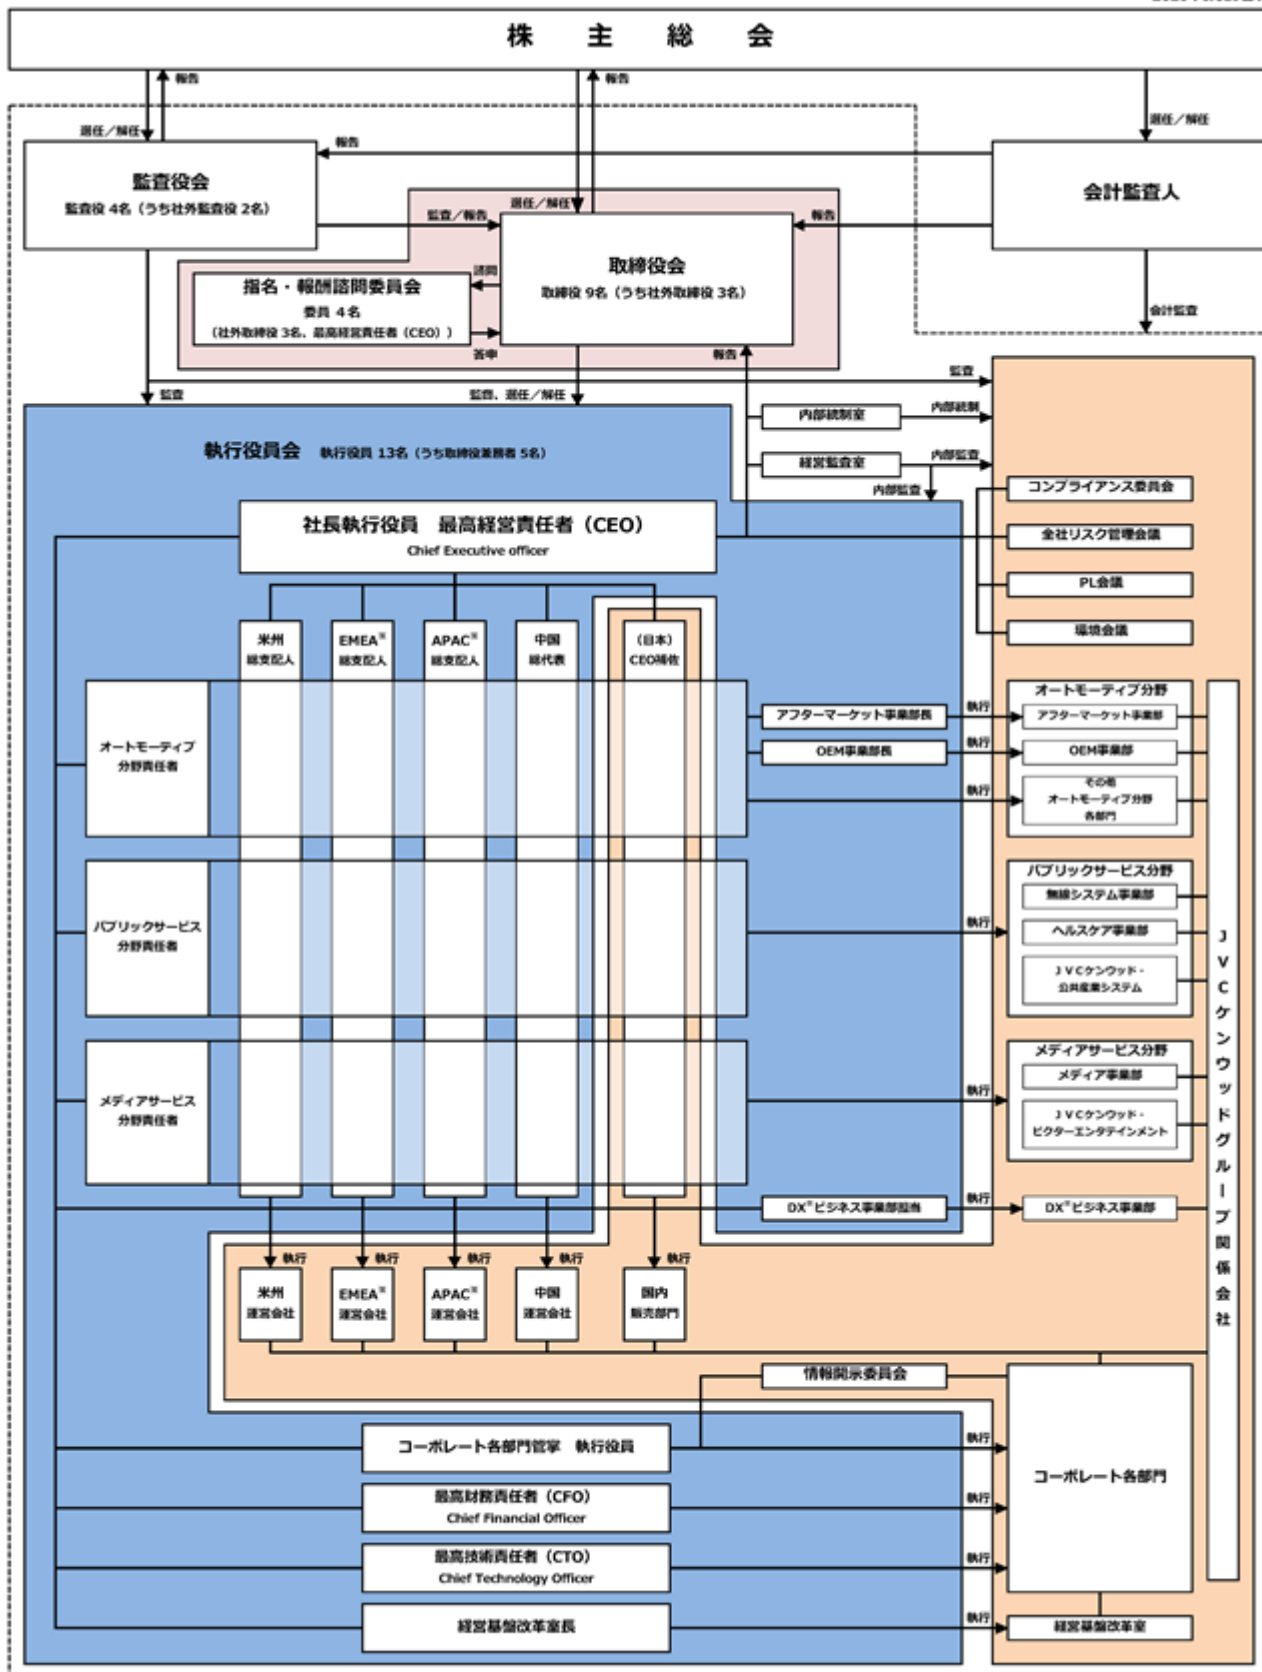 株 主 総 会
報告
報告
選任／解任
選任／解任
報告
監査役会
監査役 4名（うち社外監査役 2名）
会計監査人
選任／解任
監査／報告
報告
取締役会
取締役 9名（うち社外取締役 3名）
諮問
指名・報酬諮問委員会
委員 4名
（社外取締役 3名、最高経営責任者（CEO））
答申
報告
会計監査
監査
監査
監督、選任／解任
内部統制室
内部統制
執行役員会 執行役員 13名（うち取締役兼務者 5名）
経営監査室
内部監査
内部監査
コンプライアンス委員会
社長執行役員 最高経営責任者（CEO）
Chief Executive officer
全社リスク管理会議
PL会議
環境会議
米州
総支配人
EMEA※
総支配人
APAC※
総支配人
中国
総代表
（日本）
CEO補佐
オートモーティブ
分野責任者
アフターマーケット事業部長
執行
OEM事業部長
執行
執行
オートモーティブ分野
アフターマーケット事業部
OEM事業部
その他
オートモーティブ分野
各部門
パブリックサービス
分野責任者
執行
パブリックサービス分野
無線システム事業部
ヘルスケア事業部
ＪＶＣケンウッド・
公共産業システム
メディアサービス
分野責任者
執行
メディアサービス分野
メディア事業部
ＪＶＣケンウッド・
ビクターエンタテインメント
DX※ビジネス事業部担当
執行
DX※ビジネス事業部
ＪＶＣケンウッドグループ関係会社
執行
執行
執行
執行
執行
米州
運営会社
EMEA※
運営会社
APAC※
運営会社
中国
運営会社
国内
販売部門
情報開示委員会
コーポレート各部門管掌 執行役員
執行
コーポレート各部門
最高財務責任者（CFO）
Chief Financial Officer
執行
最高技術責任者（CTO）
Chief Technology Officer
執行
経営基盤改革室長
執行
経営基盤改革室